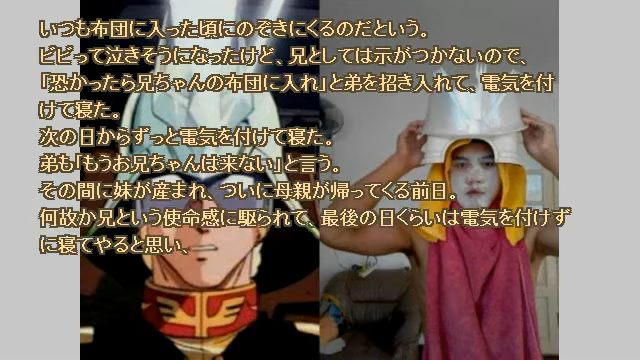 いつも布団に入った頃にのぞきにくるのだという。
ビビって泣きそうになったけど、兄としては示がつかないので、
「恐かったら兄ちゃんの布団に入れ」と弟を招き入れて、電気を付
けて寝た。
次の日からずっと電気を付けて寝た。
弟も「もうお兄ちゃんは来ない」と言う。
その間に妹が産まれ、ついに母親が帰ってくる前日。
何故か兄という使命感に駆られて、最後の日くらいは電気を付けず
に寝てやると思い、